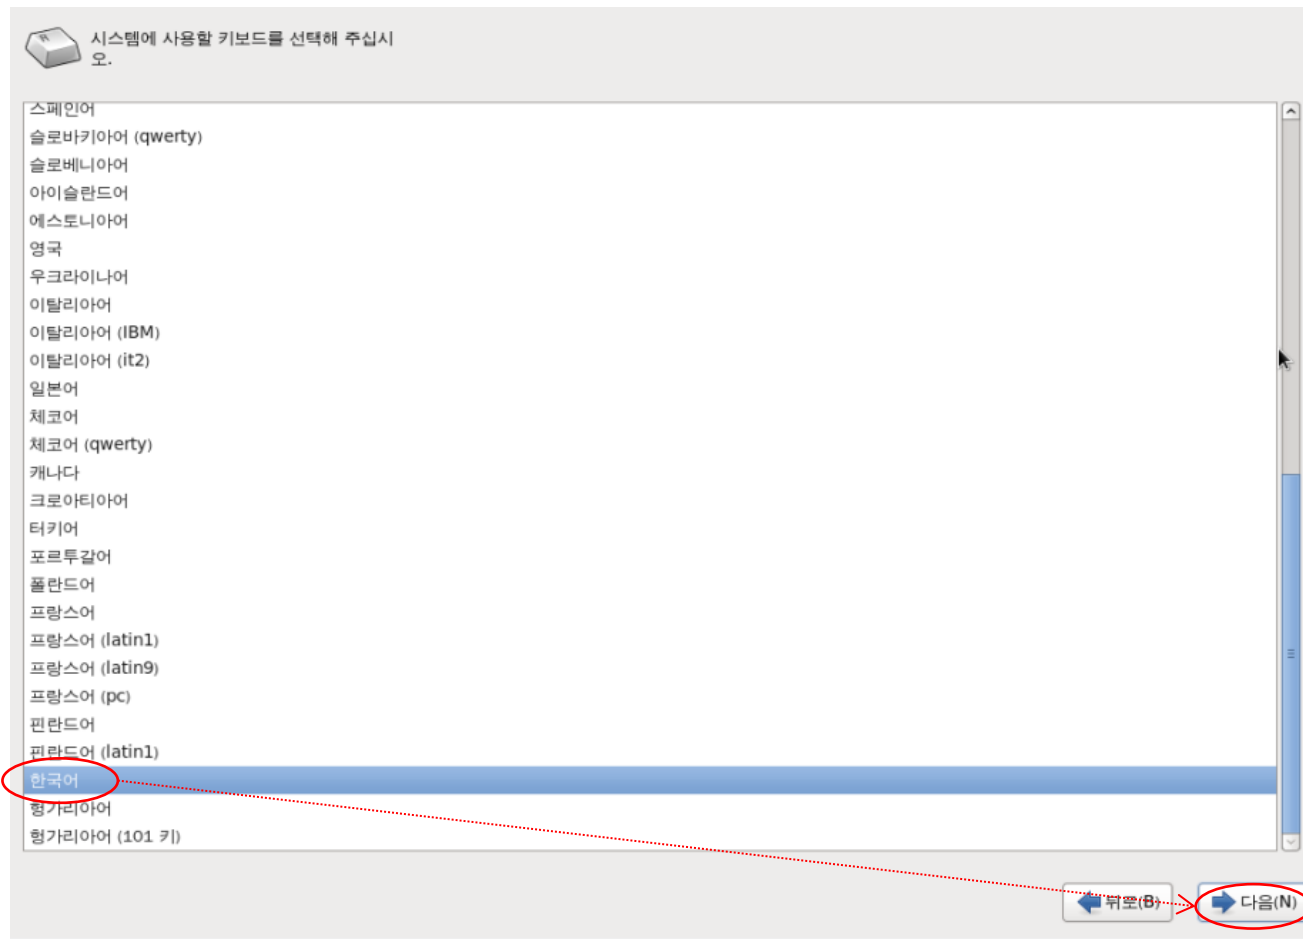 시스템에 사용할 키보드를 선택해 주십시
오.
스페인어
슬로바키아어 (qwerty)
슬로베니아어
아이슬란드어
에스토니아어
영국
우크라이나어
이탈리아어
이탈리아어 (IBM)
이탈리아어 (it2)
일본어
체코어
체코어 (qwerty)
캐나다
크로아티아어
터키어
포르투갈어
폴란드어
프랑스어
프랑스어 (latin1)
프랑스어 (latin9)
프랑스어 (pc)
핀란드어
핀란드어 (latin1)
한국어
헝가리아어
헝가리아어 (101 키)
뒤로(B) 다음(N)